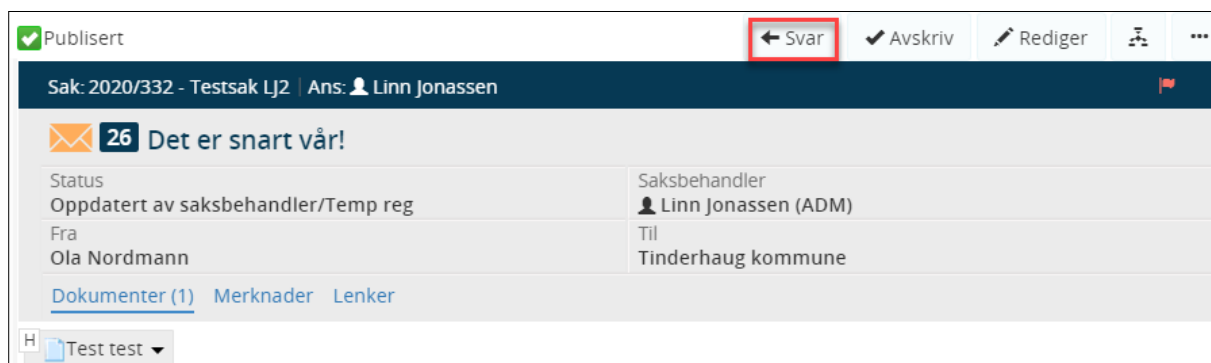 Publisert
Svar Avskriv Rediger ...
Sak: 2020/332 - Testsak LJ2 | Ans: Linn Jonassen
26 Det er snart vår!
Status Saksbehandler
Oppdatert av saksbehandler/Temp reg Linn Jonassen (ADM)
Fra Til
Ola Nordmann Tinderhaug kommune
Dokumenter (1) Merknader Lenker
H Test test